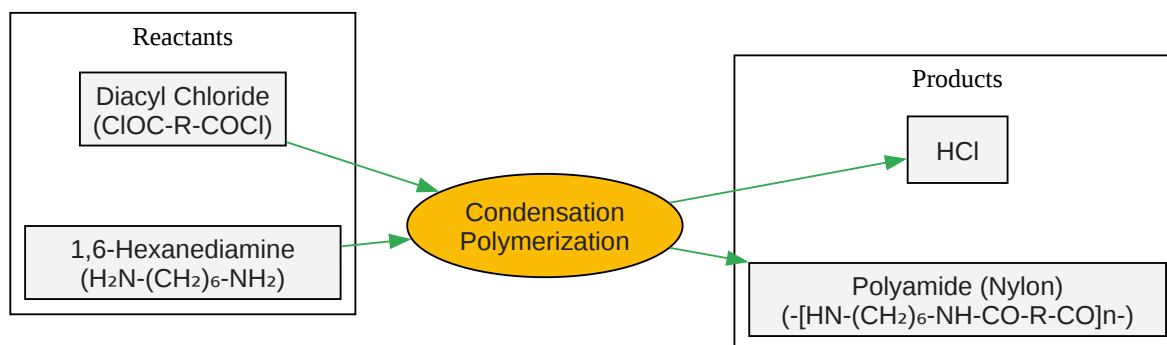 Reactants
Diacyl Chloride
(ClOC-R-COCl)
1,6-Hexanediamine
(H₂N-(CH₂)₆-NH₂)
Condensation
Polymerization
Products
HCl
Polyamide (Nylon)
(-[HN-(CH₂)₆-NH-CO-R-CO]n-)